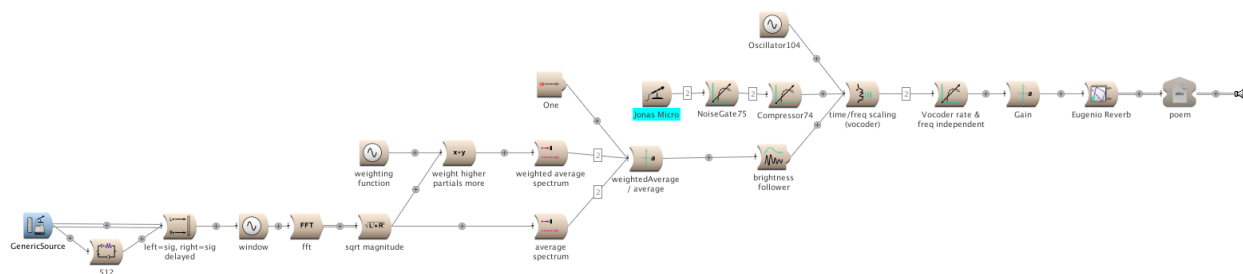 Oscillator104
One
Jonas Micro
NoiseGate75
Compressor74
time/freq scaling
(vocoder)
Vocoder rate &
freq independent
Gain
Eugenio Reverb
poem
2
2
2
2
2
weighting
function
x+y
weight higher
partials more
weighted average
spectrum
a
weightedAverage
/ average
brightness
follower
GenericSource
512
L
R
left=sig, right=sig
delayed
window
FFT
fft
sqrt magnitude
average
spectrum